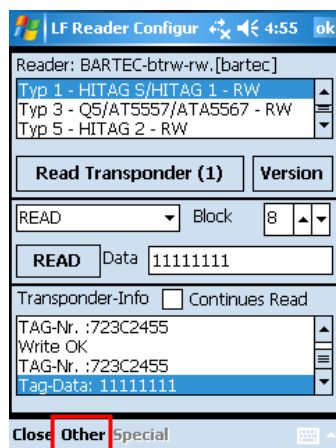 LF Reader Configur 4:55 ok
Reader: BARTEC-btrw-rw.[bartec]
Typ 1 - HITAG S/HITAG 1 - RW
Typ 3 - Q5/AT5557/ATA5567 - RW
Typ 5 - HITAG 2 - RW
Read Transponder (1) Version
READ Block 8
READ Data 11111111
Transponder-Info Continues Read
TAG-Nr. :723C2455
Write OK
TAG-Nr. :723C2455
Tag-Data: 11111111
Close Other Special